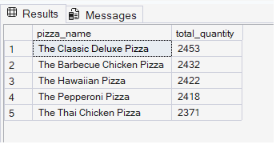 Results Messages
pizza_name total_quantity
1 The Classic Deluxe Pizza 2453
2 The Barbecue Chicken Pizza 2432
3 The Hawaiian Pizza 2422
4 The Pepperoni Pizza 2418
5 The Thai Chicken Pizza 2371